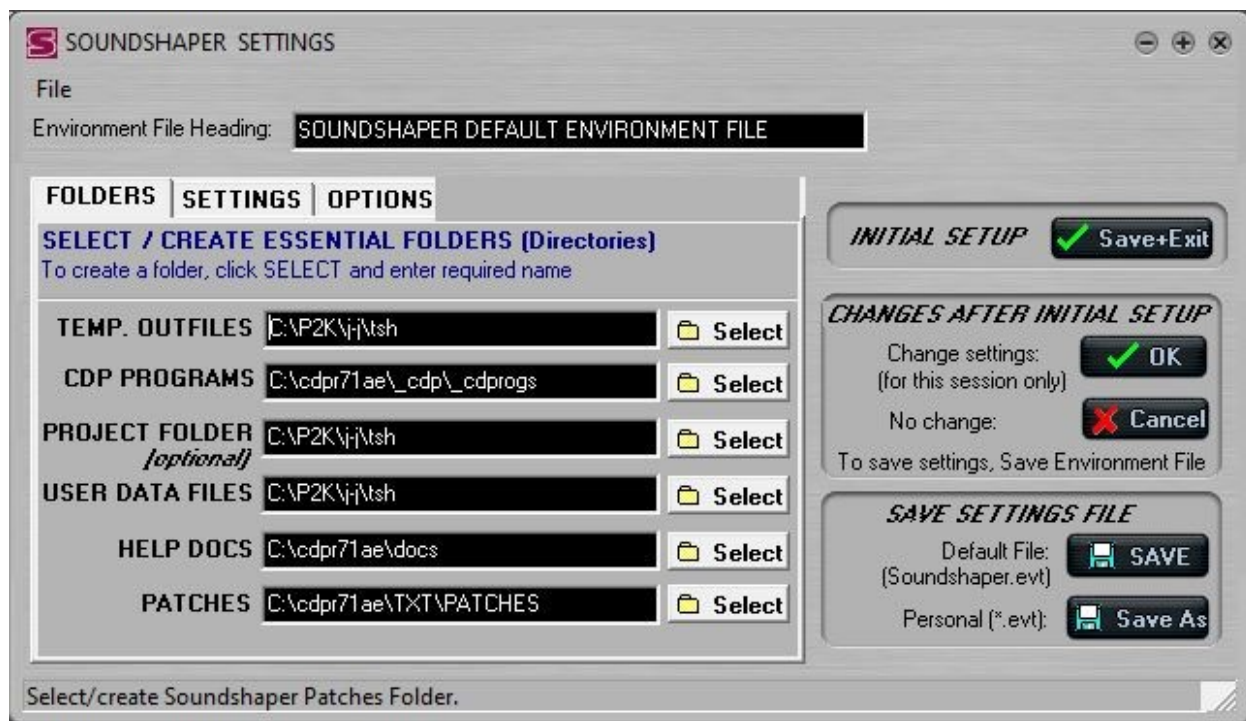 SOUNDSHAPER SETTINGS
File
Environment File Heading: SOUNDSHAPER DEFAULT ENVIRONMENT FILE
FOLDERS SETTINGS OPTIONS
SELECT / CREATE ESSENTIAL FOLDERS (Directories)
To create a folder, click SELECT and enter required name
TEMP. OUTFILES C:\P2K\j-j\tsh Select
CDP PROGRAMS C:\cdpr71ae\_cdp\_cdprogs Select
PROJECT FOLDER C:\P2K\j-j\tsh Select
[optional]
USER DATA FILES C:\P2K\j-j\tsh Select
HELP DOCS C:\cdpr71ae\docs Select
PATCHES C:\cdpr71ae\TXT\PATCHES Select
INITIAL SETUP Save+Exit
CHANGES AFTER INITIAL SETUP
Change settings: OK
(for this session only)
No change: Cancel
To save settings, Save Environment File
SAVE SETTINGS FILE
Default File: SAVE
(Soundshaper.evt)
Personal (*.evt): Save As
Select/create Soundshaper Patches Folder.